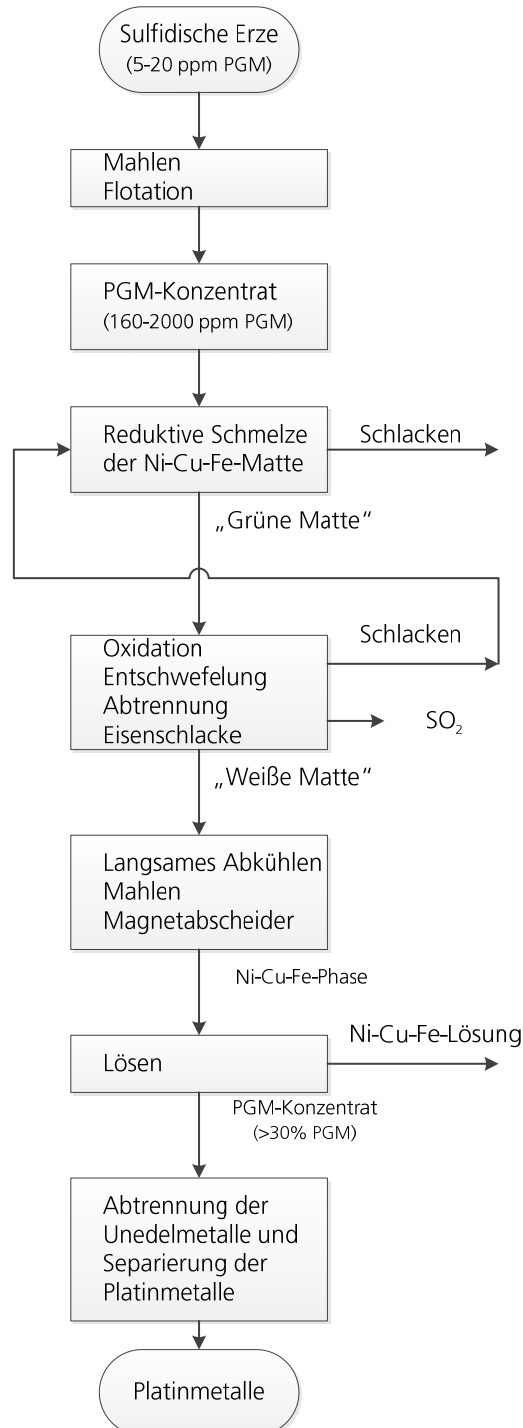 Sulfidische Erze
(5-20 ppm PGM)
Mahlen
Flotation
PGM-Konzentrat
(160-2000 ppm PGM)
Reduktive Schmelze
der Ni-Cu-Fe-Matte
Schlacken
„Grüne Matte“
Oxidation
Entschwefelung
Abtrennung
Eisenschlacke
Schlacken
SO₂
„Weiße Matte“
Langsames Abkühlen
Mahlen
Magnetabscheider
Ni-Cu-Fe-Phase
Lösen
Ni-Cu-Fe-Lösung
PGM-Konzentrat
(>30% PGM)
Abtrennung der
Unedelmetalle und
Separierung der
Platinmetalle
Platinmetalle